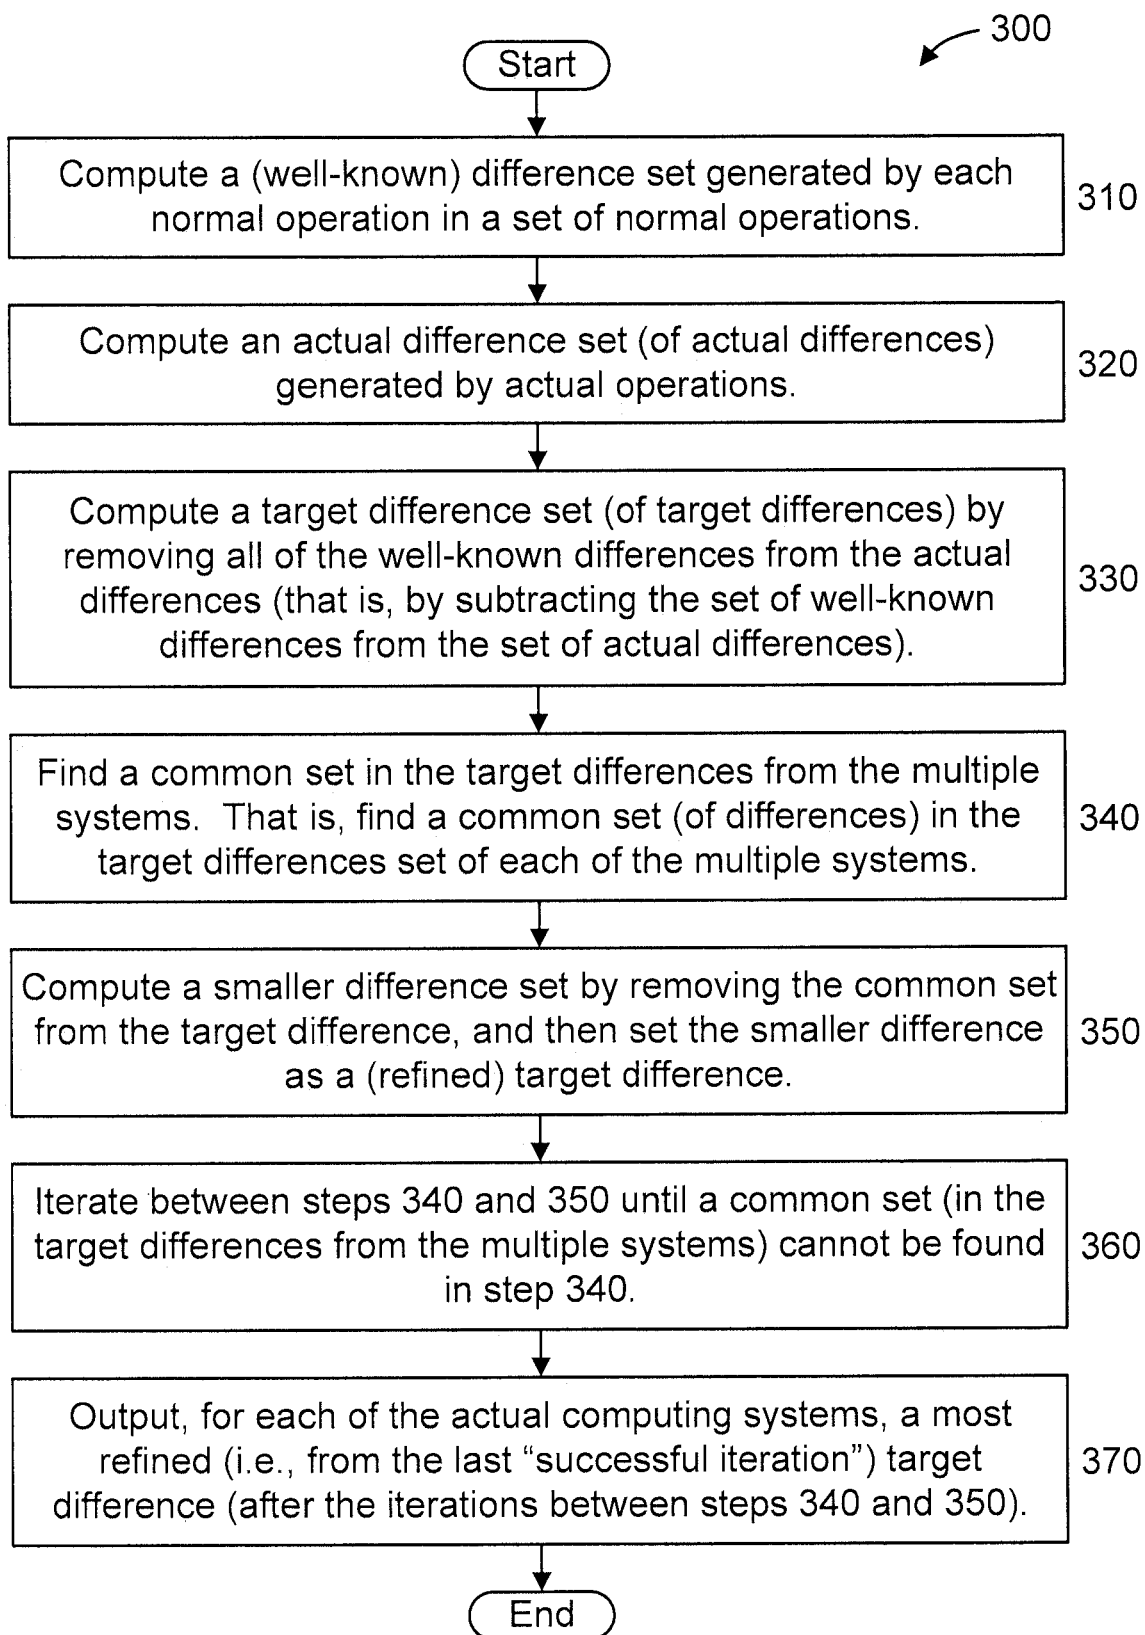 300
Start
Compute a (well-known) difference set generated by each
normal operation in a set of normal operations.
310
Compute an actual difference set (of actual differences)
generated by actual operations.
320
Compute a target difference set (of target differences) by
removing all of the well-known differences from the actual
differences (that is, by subtracting the set of well-known
differences from the set of actual differences).
330
Find a common set in the target differences from the multiple
systems.  That is, find a common set (of differences) in the
target differences set of each of the multiple systems.
340
Compute a smaller difference set by removing the common set
from the target difference, and then set the smaller difference
as a (refined) target difference.
350
Iterate between steps 340 and 350 until a common set (in the
target differences from the multiple systems) cannot be found
in step 340.
360
Output, for each of the actual computing systems, a most
refined (i.e., from the last “successful iteration”) target
difference (after the iterations between steps 340 and 350).
370
End